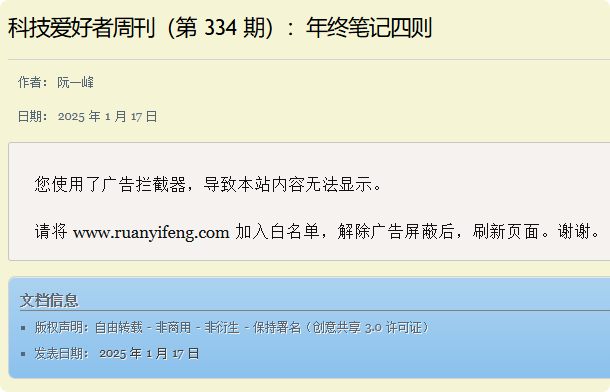 科技爱好者周刊（第 334 期）：年终笔记四则
作者： 阮一峰
日期： 2025 年 1 月 17 日
您使用了广告拦截器，导致本站内容无法显示。
请将 www.ruanyifeng.com 加入白名单，解除广告屏蔽后，刷新页面。谢谢。
文档信息
版权声明：自由转载 - 非商用 - 非衍生 - 保持署名（创意共享 3.0 许可证）
发表日期： 2025 年 1 月 17 日